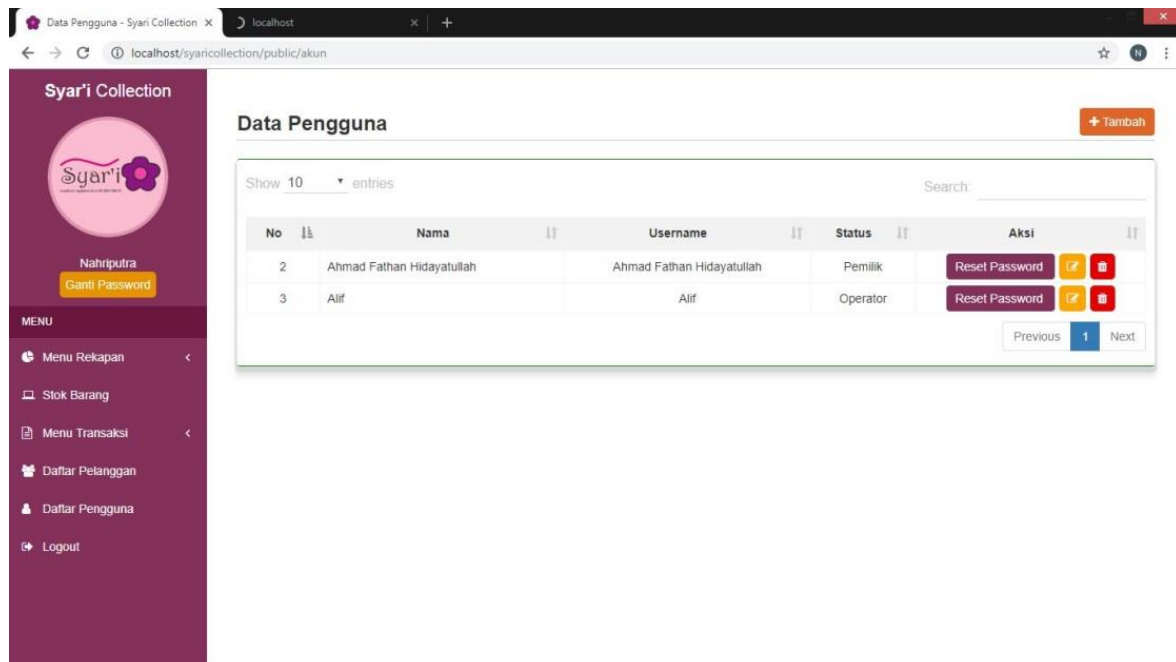 Data Pengguna - Syari Collection
localhost
localhost/syaricollection/public/akun
N
Syar'i Collection
Syar'i
Nahriputra
Ganti Password
MENU
Menu Rekapan
Stok Barang
Menu Transaksi
Daftar Pelanggan
Daftar Pengguna
Logout
Data Pengguna
+ Tambah
Show 10 entries
Search:
No Nama Username Status Aksi
2 Ahmad Fathan Hidayatullah Ahmad Fathan Hidayatullah Pemilik Reset Password
3 Alif Alif Operator Reset Password
Previous 1 Next